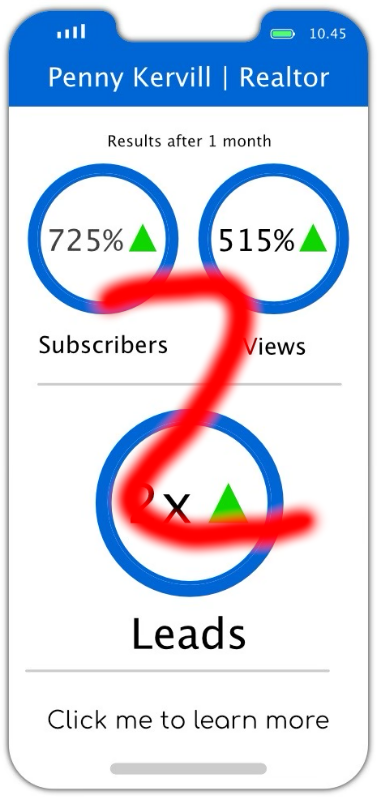 10.45
Penny Kervill | Realtor
Results after 1 month
725% 515%
Subscribers Views
2
2x
Leads
Click me to learn more